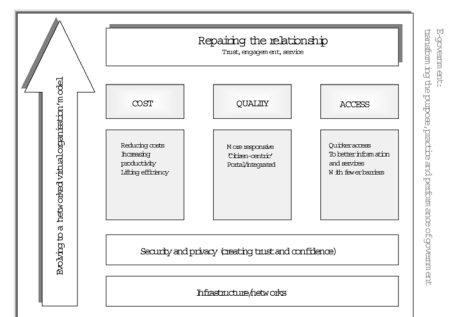 Repairing the relationship
Trust, engagement, service
COST
QUALITY
ACCESS
Reducing costs
Increasing
productivity
Lifting efficiency
More responsive
'Citizen-centric'
Portal/integrated
Quicker access
To better information
and services
With fewer barriers
Security and privacy (creating trust and confidence)
Infrastructure/networks
Evolving to a 'networked virtual organisation' model
E-government:
transforming the purpose, practice and performance of government